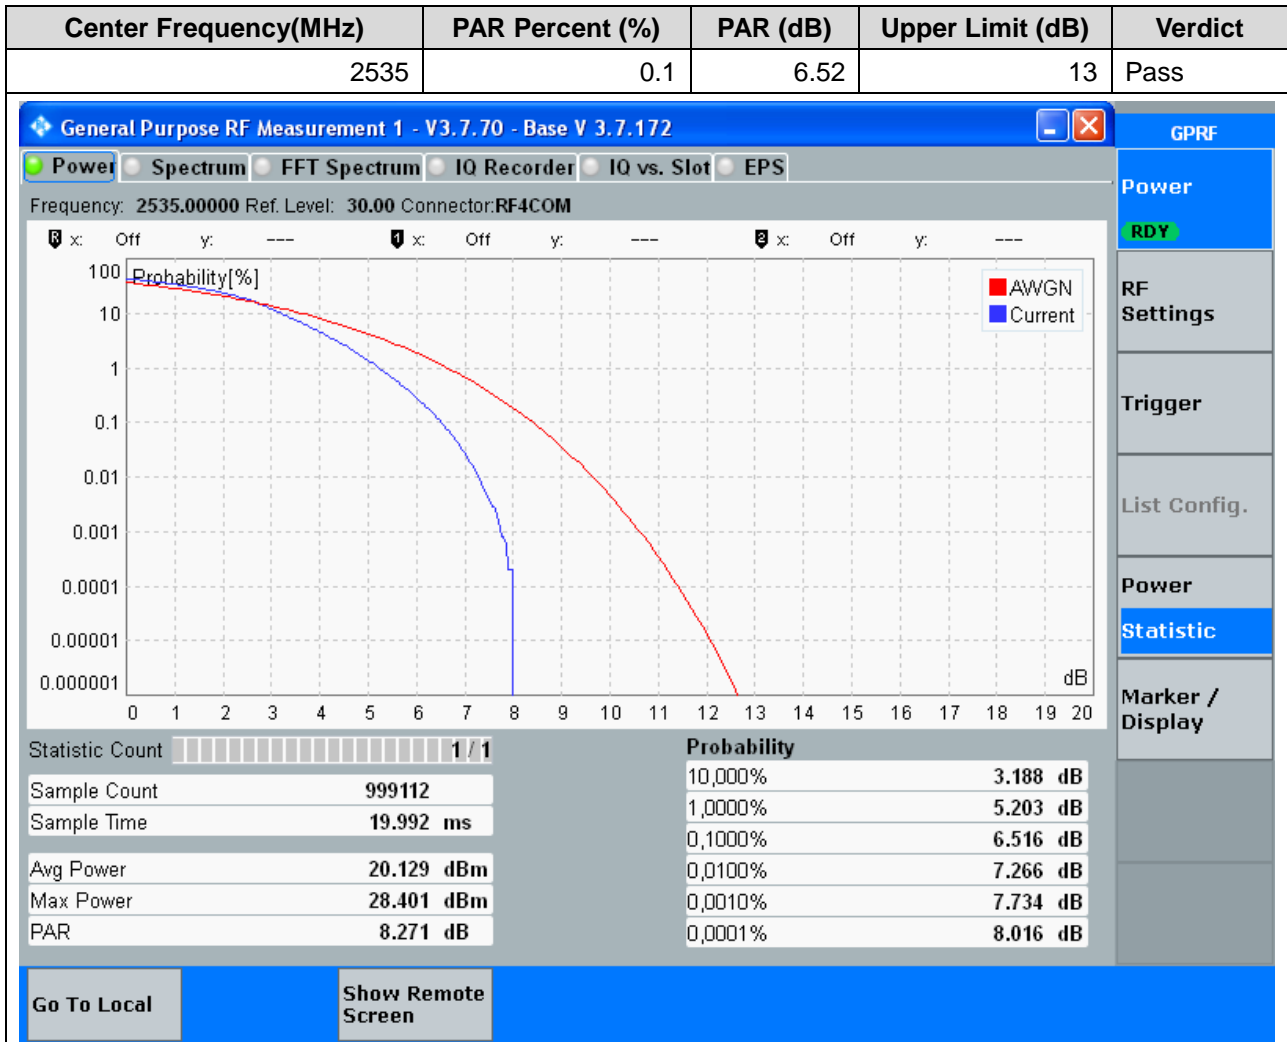 Center Frequency(MHz) PAR Percent (%) PAR (dB) Upper Limit (dB) Verdict
2535 0.1 6.52 13 Pass
General Purpose RF Measurement 1 - V3.7.70 - Base V 3.7.172
GPRF
Power Spectrum FFT Spectrum IQ Recorder IQ vs. Slot EPS
Frequency: 2535.00000 Ref. Level: 30.00 Connector:RF4COM
R x: Off y: --- 1 x: Off y: --- 2 x: Off y: ---
Probability[%]
AWGN
Current
100
10
1
0.1
0.01
0.001
0.0001
0.00001
0.000001
dB
0 1 2 3 4 5 6 7 8 9 10 11 12 13 14 15 16 17 18 19 20
Statistic Count 1 / 1
Sample Count 999112
Sample Time 19.992 ms
Avg Power 20.129 dBm
Max Power 28.401 dBm
PAR 8.271 dB
Probability
10,000% 3.188 dB
1,0000% 5.203 dB
0,1000% 6.516 dB
0,0100% 7.266 dB
0,0010% 7.734 dB
0,0001% 8.016 dB
Power
RDY
RF
Settings
Trigger
List Config.
Power
Statistic
Marker /
Display
Go To Local
Show Remote
Screen